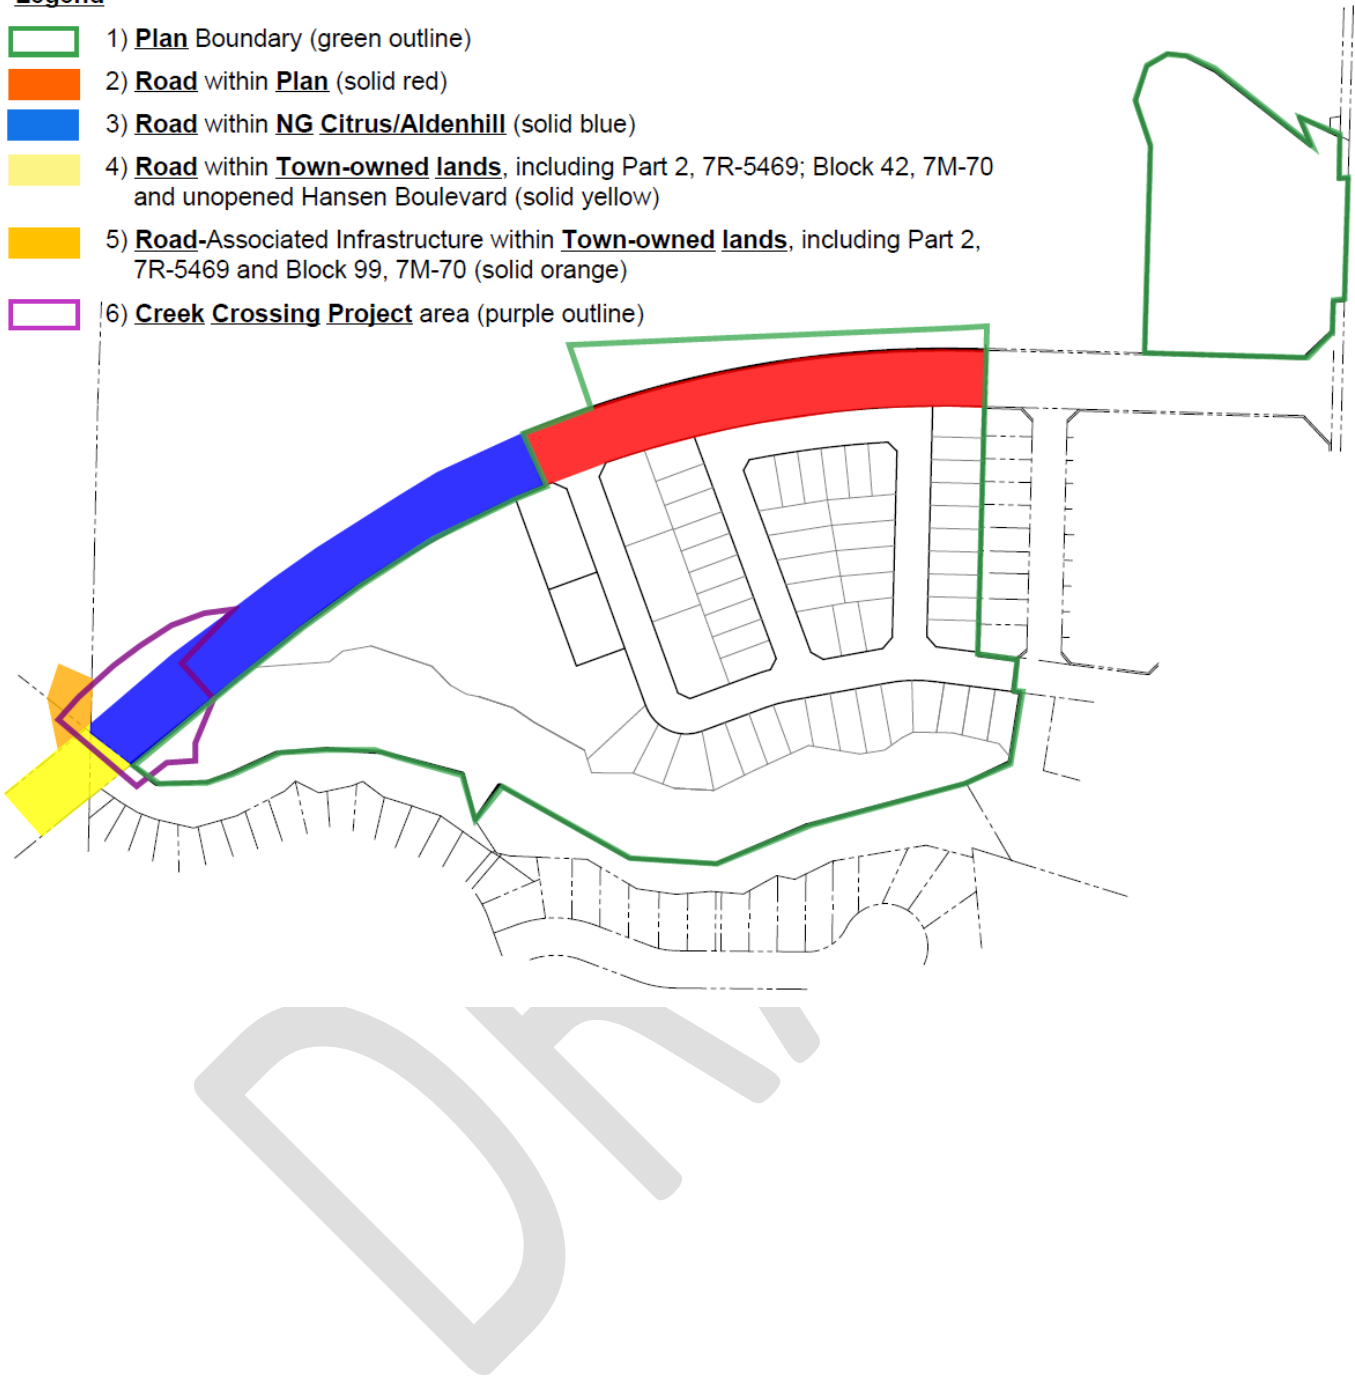 Legend
1) Plan Boundary (green outline)
2) Road within Plan (solid red)
3) Road within NG Citrus/Aldenhill (solid blue)
4) Road within Town-owned lands, including Part 2, 7R-5469; Block 42, 7M-70
and unopened Hansen Boulevard (solid yellow)
5) Road-Associated Infrastructure within Town-owned lands, including Part 2,
7R-5469 and Block 99, 7M-70 (solid orange)
6) Creek Crossing Project area (purple outline)